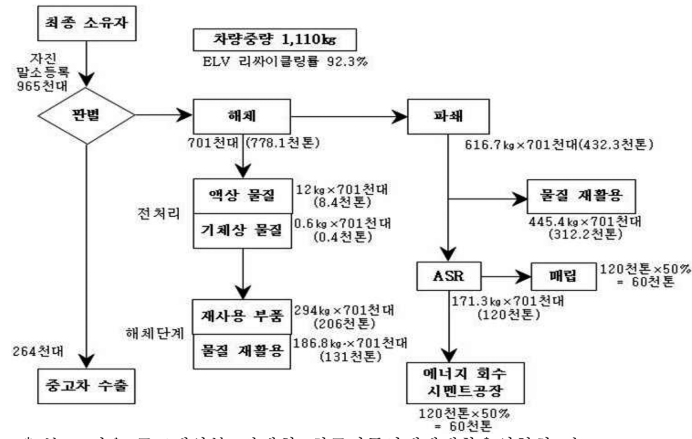 최종 소유자
차량중량 1,110kg
ELV 리싸이클링률 92.3%
자진
말소등록
965천대
판별
해체
파쇄
701천대 (778.1천톤)
616.7kg×701천대(432.3천톤)
전처리
액상 물질
12kg×701천대
(8.4천톤)
기체상 물질
0.6kg×701천대
(0.4천톤)
물질 재활용
445.4kg×701천대
(312.2천톤)
ASR
171.3kg×701천대
(120천톤)
매립
120천톤×50%
= 60천톤
해체단계
재사용 부품
294kg×701천대
(206천톤)
물질 재활용
186.8kg×701천대
(131천톤)
264천대
중고차 수출
에너지 회수
시멘트공장
120천톤×50%
= 60천톤